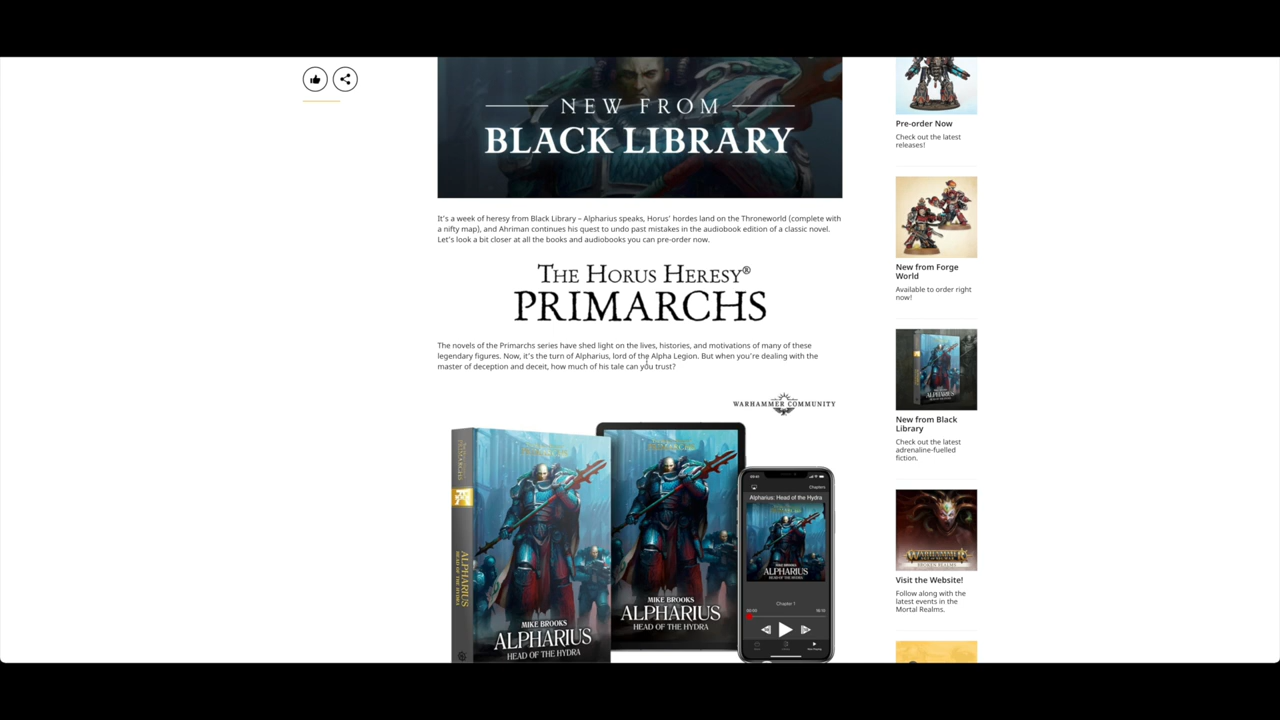 NEW FROM
BLACK LIBRARY
It's a week of heresy from Black Library – Alpharius speaks, Horus' hordes land on the Throneworld (complete with
a nifty map), and Ahriman continues his quest to undo past mistakes in the audiobook edition of a classic novel.
Let's look a bit closer at all the books and audiobooks you can pre-order now.
THE HORUS HERESY®
PRIMARCHS
The novels of the Primarchs series have shed light on the lives, histories, and motivations of many of these
legendary figures. Now, it's the turn of Alpharius, lord of the Alpha Legion. But when you're dealing with the
master of deception and deceit, how much of his tale can you trust?
WARHAMMER COMMUNITY
PRIMARCHS
ALPHARIUS
HEAD OF THE HYDRA
MIKE BROOKS
ALPHARIUS
HEAD OF THE HYDRA
MIKE BROOKS
ALPHARIUS
HEAD OF THE HYDRA
Chapters
Alpharius: Head of the Hydra
MIKE BROOKS
ALPHARIUS
HEAD OF THE HYDRA
Chapter 1
Pre-order Now
Check out the latest
releases!
New from Forge
World
Available to order right
now!
ALPHARIUS
New from Black
Library
Check out the latest
adrenaline-fuelled
fiction.
WARHAMMER
BROKEN REALMS
Visit the Website!
Follow along with the
latest events in the
Mortal Realms.